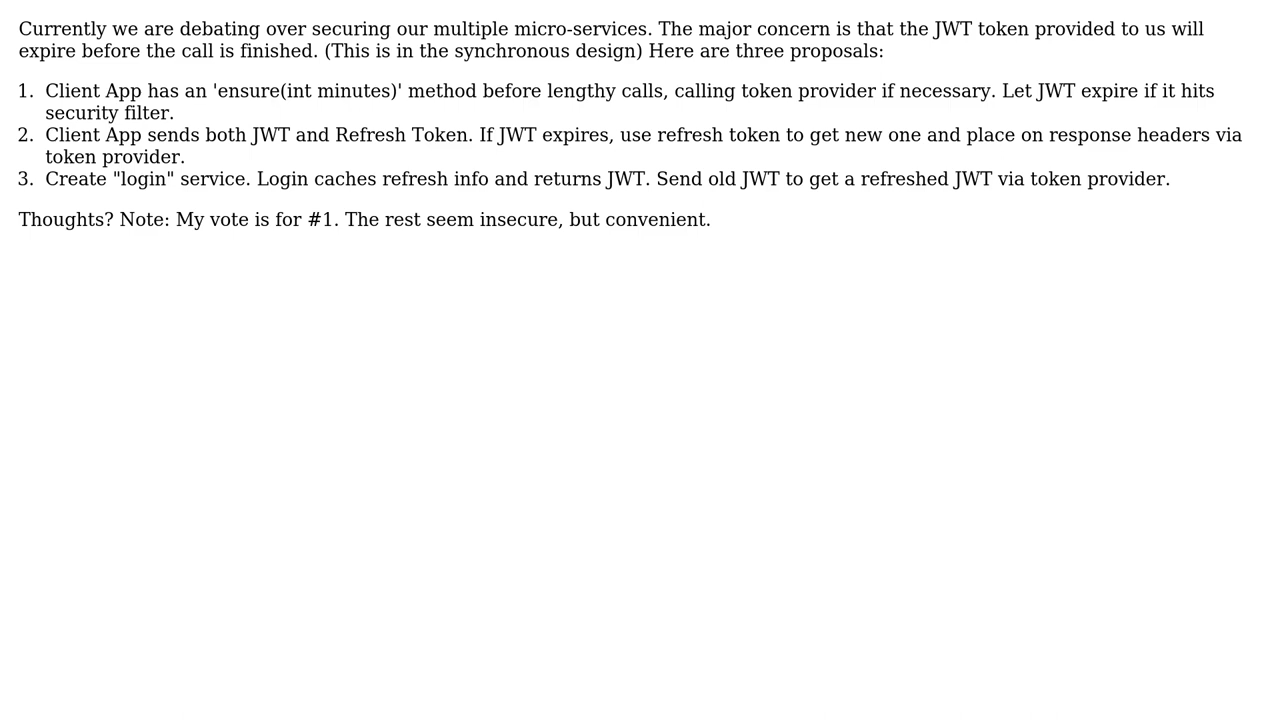 Currently we are debating over securing our multiple micro-services. The major concern is that the JWT token provided to us will
expire before the call is finished. (This is in the synchronous design) Here are three proposals:
1. Client App has an 'ensure(int minutes)' method before lengthy calls, calling token provider if necessary. Let JWT expire if it hits
security filter.
2. Client App sends both JWT and Refresh Token. If JWT expires, use refresh token to get new one and place on response headers via
token provider.
3. Create "login" service. Login caches refresh info and returns JWT. Send old JWT to get a refreshed JWT via token provider.
Thoughts? Note: My vote is for #1. The rest seem insecure, but convenient.